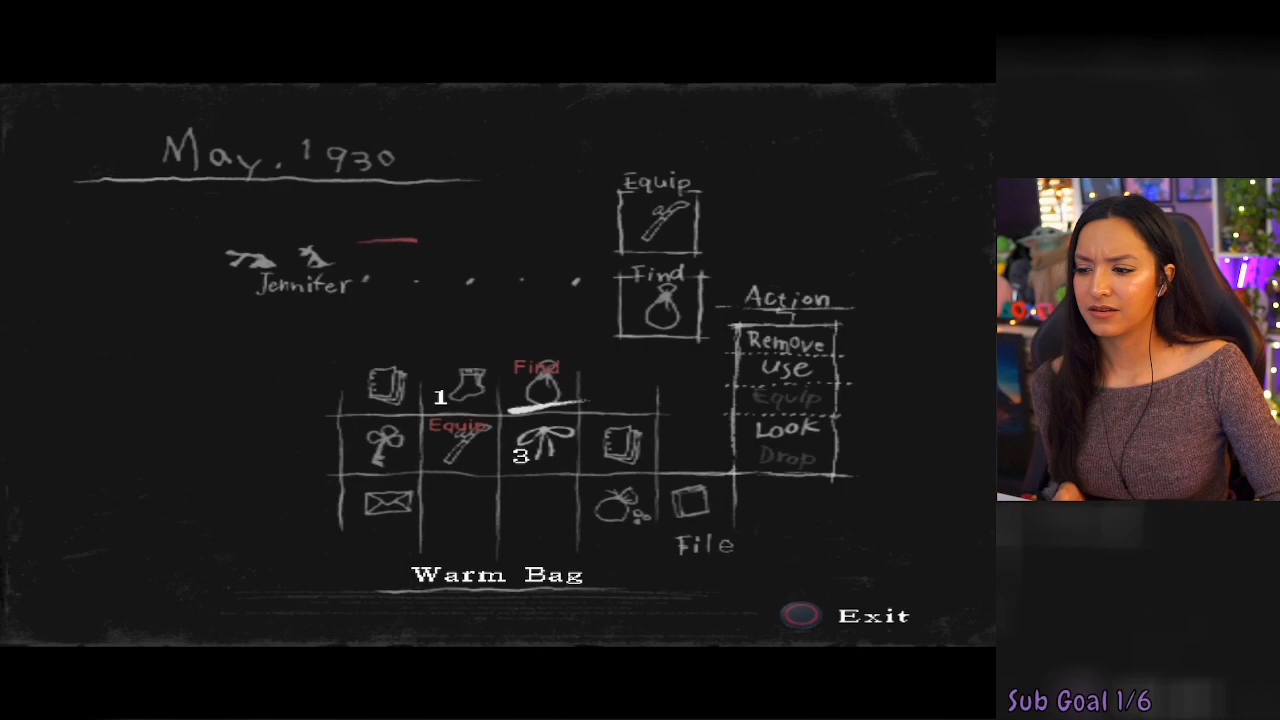 May. 1930
Equip
Jennifer
Find
Action
Remove
Use
Equip
Look
Drop
Find
1
Equip
3
File
Warm Bag
Exit
Sub Goal 1/6